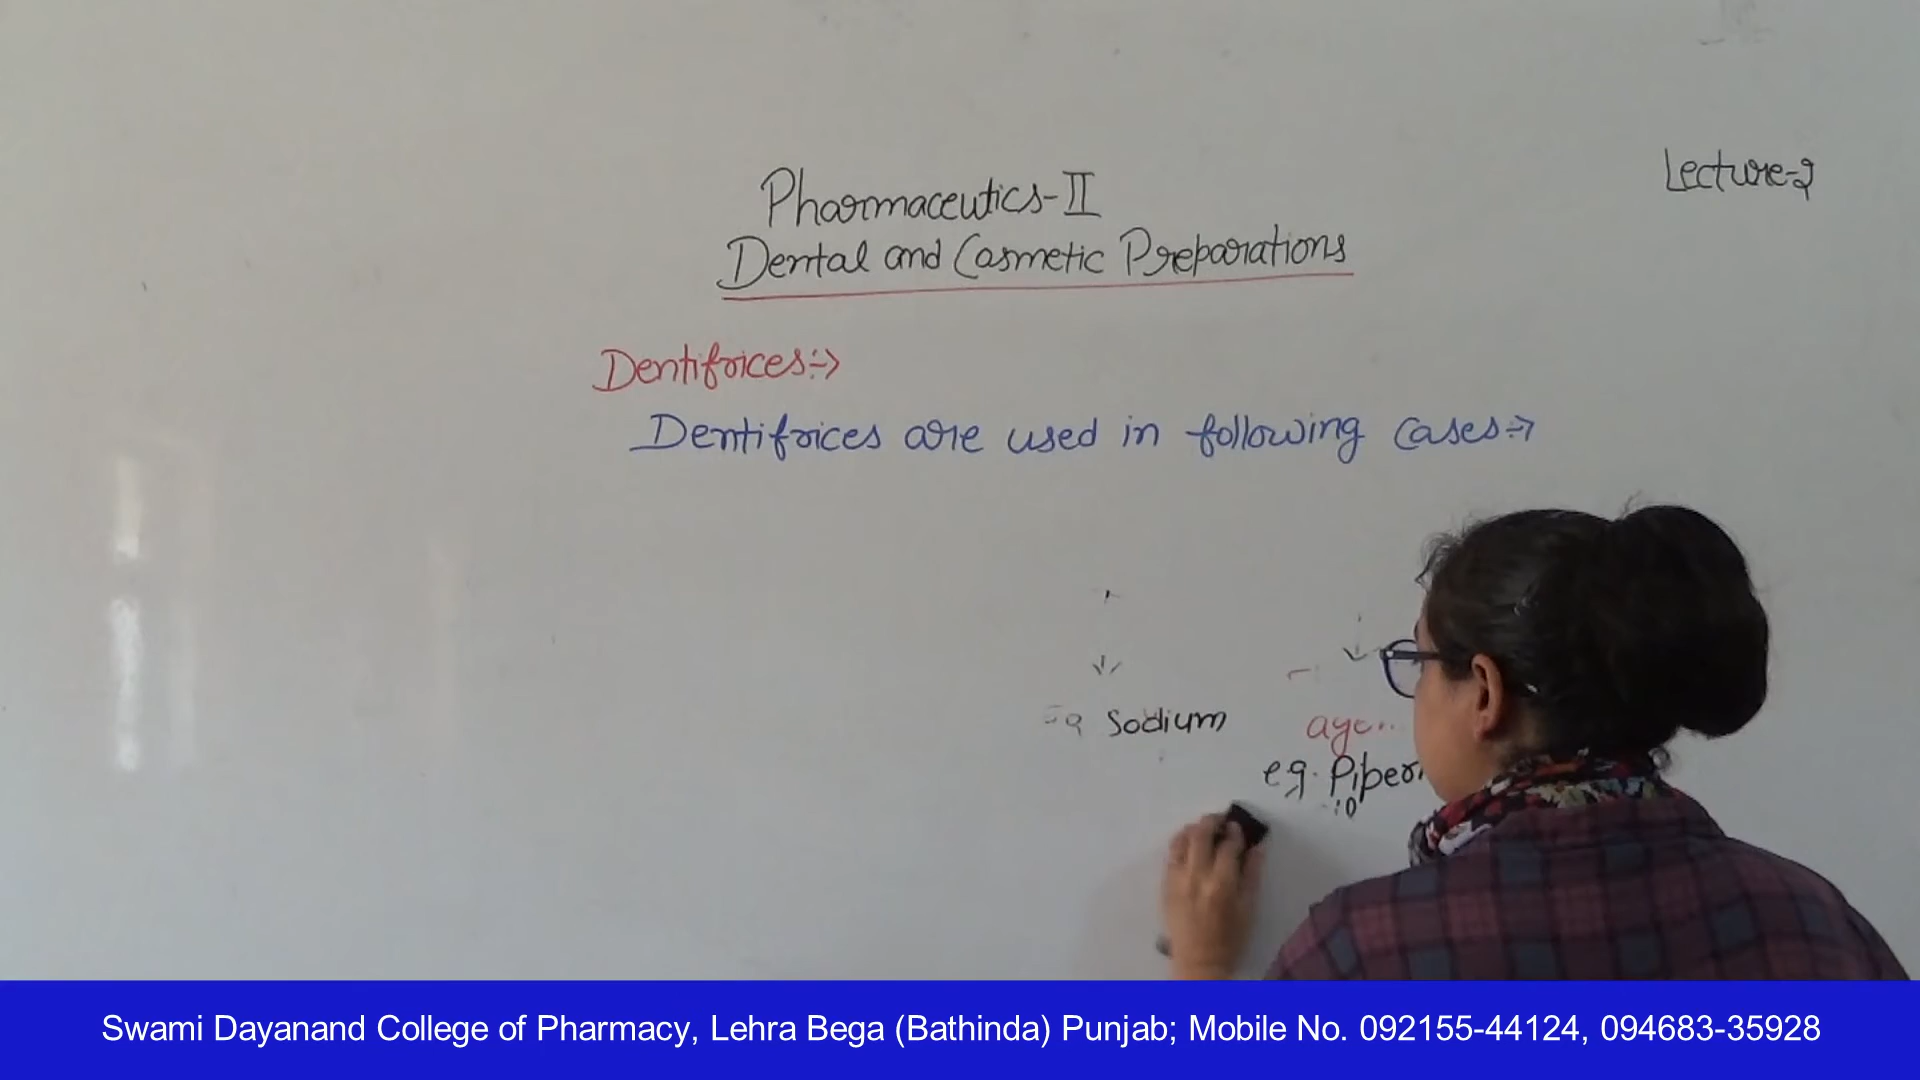 Lecture-2
Pharmaceutics-II
Dental and Cosmetic Preparations
Dentifrices:->
Dentifrices are used in following cases:->
Sodium
e.g.
Swami Dayanand College of Pharmacy, Lehra Bega (Bathinda) Punjab; Mobile No. 092155-44124, 094683-35928